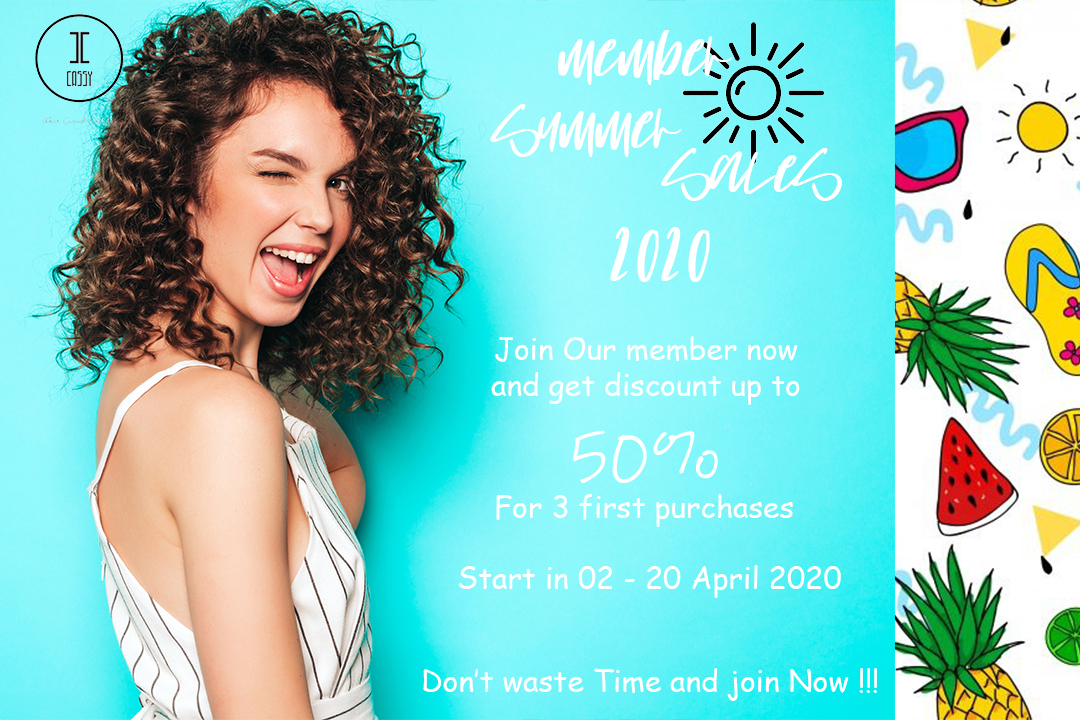 CASSY
member
summer
sales
2020
Join Our member now
and get discount up to
50%
For 3 first purchases
Start in 02 - 20 April 2020
Don't waste Time and join Now !!!